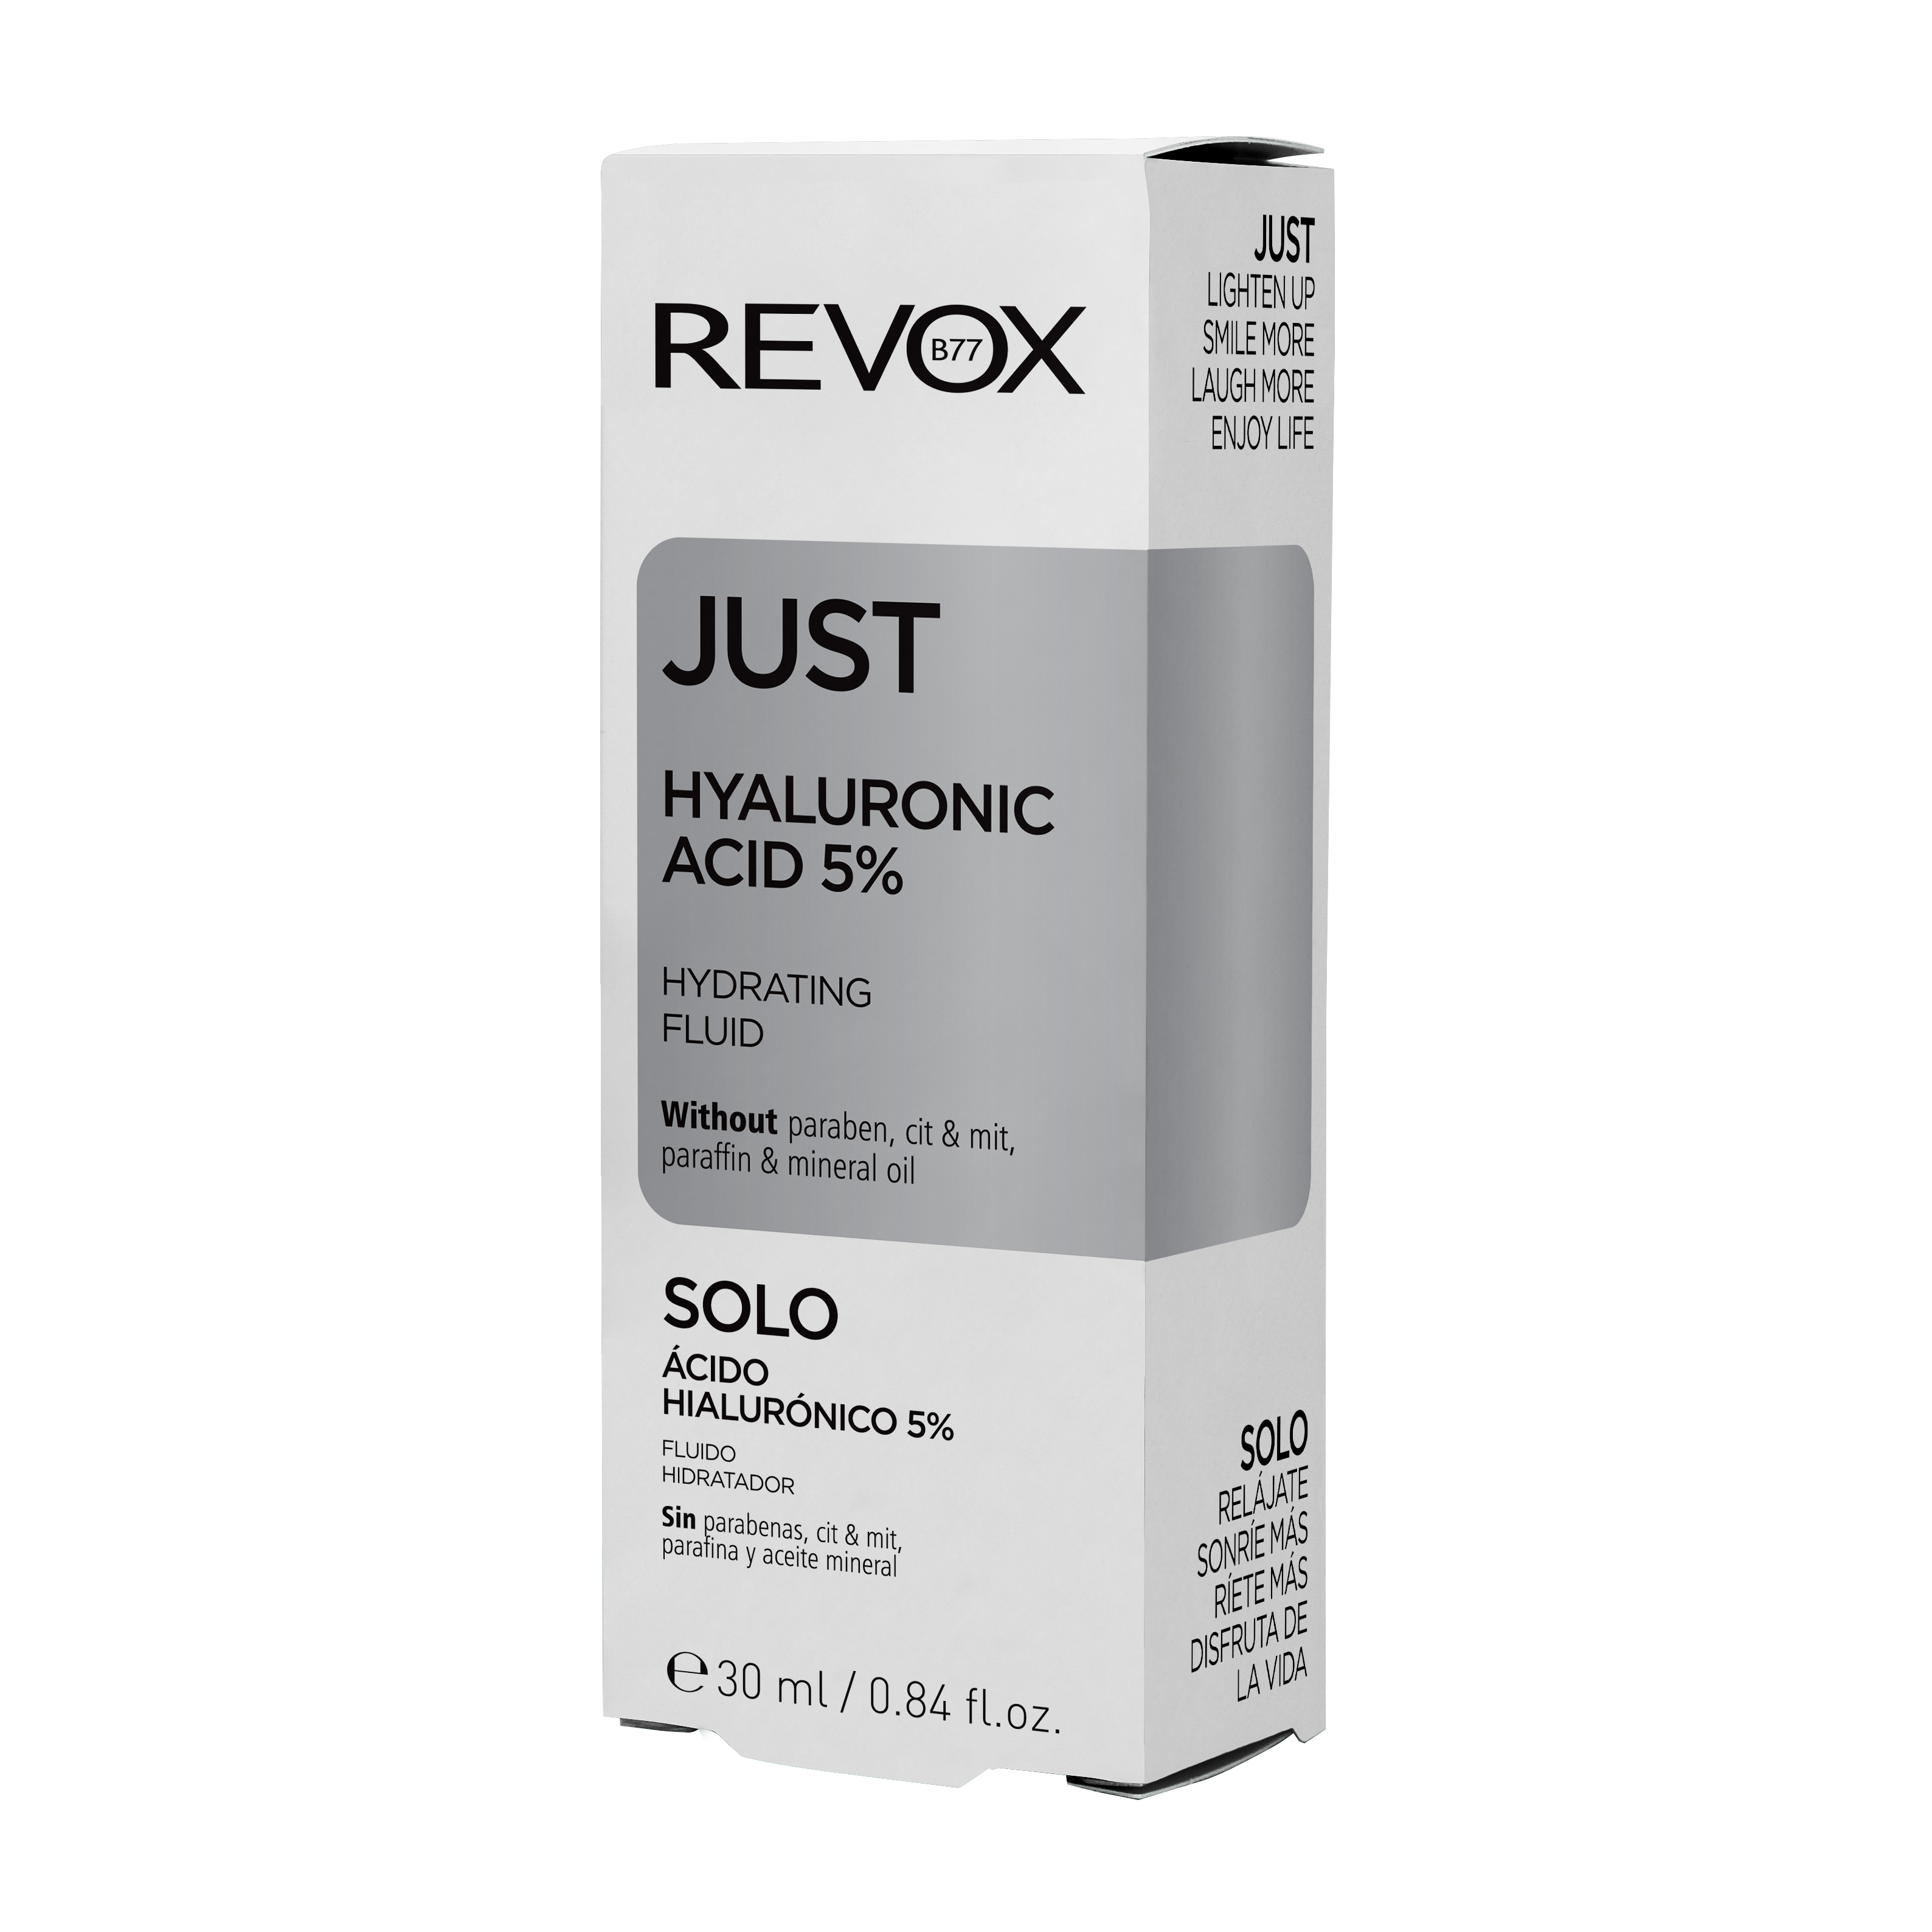 REVOX
B77
JUST
HYALURONIC
ACID 5%
HYDRATING
FLUID
Without paraben, cit & mit,
paraffin & mineral oil
SOLO
ÁCIDO
HIALURÓNICO 5%
FLUIDO
HIDRATADOR
Sin parabenas, cit & mit,
parafina y aceite mineral
℮30 ml / 0.84 fl.oz.
JUST
LIGHTEN UP
SMILE MORE
LAUGH MORE
ENJOY LIFE
SOLO
RELÁJATE
SONRÍE MÁS
RÍETE MÁS
DISFRUTA DE
LA VIDA